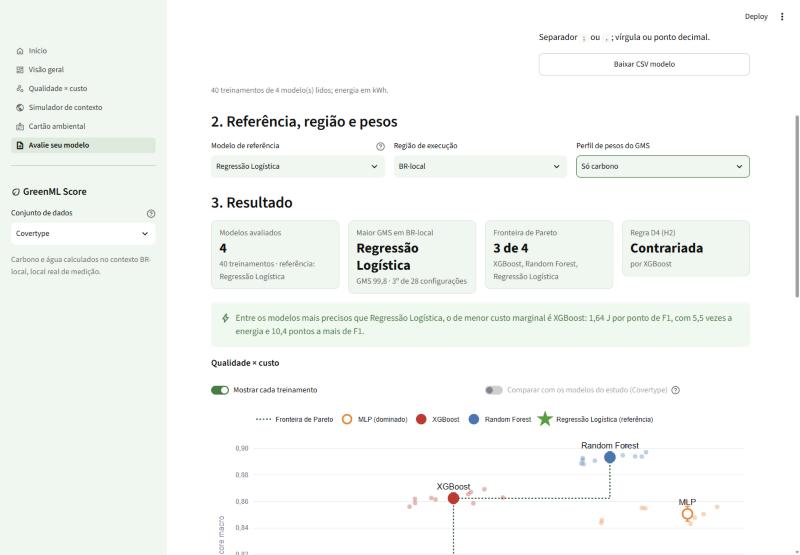 Deploy
Início
Visão geral
Qualidade × custo
Simulador de contexto
Cartão ambiental
Avalie seu modelo
GreenML Score
Conjunto de dados
Covertype
Carbono e água calculados no contexto BR-
local, local real de medição.
Separador ; ou , ; vírgula ou ponto decimal.
Baixar CSV modelo
40 treinamentos de 4 modelo(s) lidos; energia em kWh.
2. Referência, região e pesos
Modelo de referência
Região de execução
Perfil de pesos do GMS
Regressão Logística
BR-local
Só carbono
3. Resultado
Modelos avaliados
4
40 treinamentos · referência:
Regressão Logística
Maior GMS em BR-local
Regressão
Logística
GMS 99,8 · 3º de 28 configurações
Fronteira de Pareto
3 de 4
XGBoost, Random Forest,
Regressão Logística
Regra D4 (H2)
Contrariada
por XGBoost
Entre os modelos mais precisos que Regressão Logística, o de menor custo marginal é XGBoost: 1,64 J por ponto de F1, com 5,5 vezes a
energia e 10,4 pontos a mais de F1.
Qualidade × custo
Mostrar cada treinamento
Comparar com os modelos do estudo (Covertype)
Fronteira de Pareto
MLP (dominado)
XGBoost
Random Forest
Regressão Logística (referência)
0,90
0,88
0,86
0,84
0,82
core macro
Random Forest
XGBoost
MLP